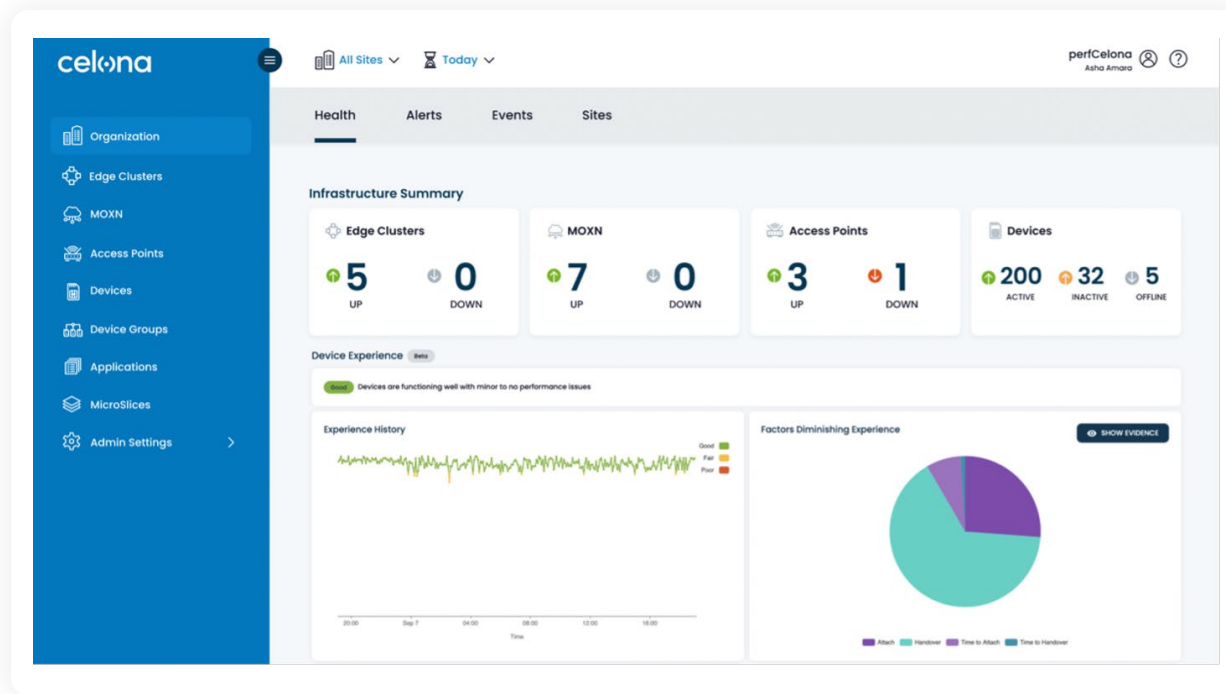 celona
All Sites
Today
perfCelona
Asha Amara
Organization
Edge Clusters
MOXN
Access Points
Devices
Device Groups
Applications
MicroSlices
Admin Settings
Health Alerts Events Sites
Infrastructure Summary
Edge Clusters
5 0
UP DOWN
MOXN
7 0
UP DOWN
Access Points
3 1
UP DOWN
Devices
200 32 5
ACTIVE INACTIVE OFFLINE
Device Experience Beta
Good Devices are functioning well with minor to no performance issues
Experience History
Good
Fair
Poor
20:00 Sep 7 04:00 08:00 12:00 16:00
Time
Factors Diminishing Experience
SHOW EVIDENCE
Attach Handover Time to Attach Time to Handover